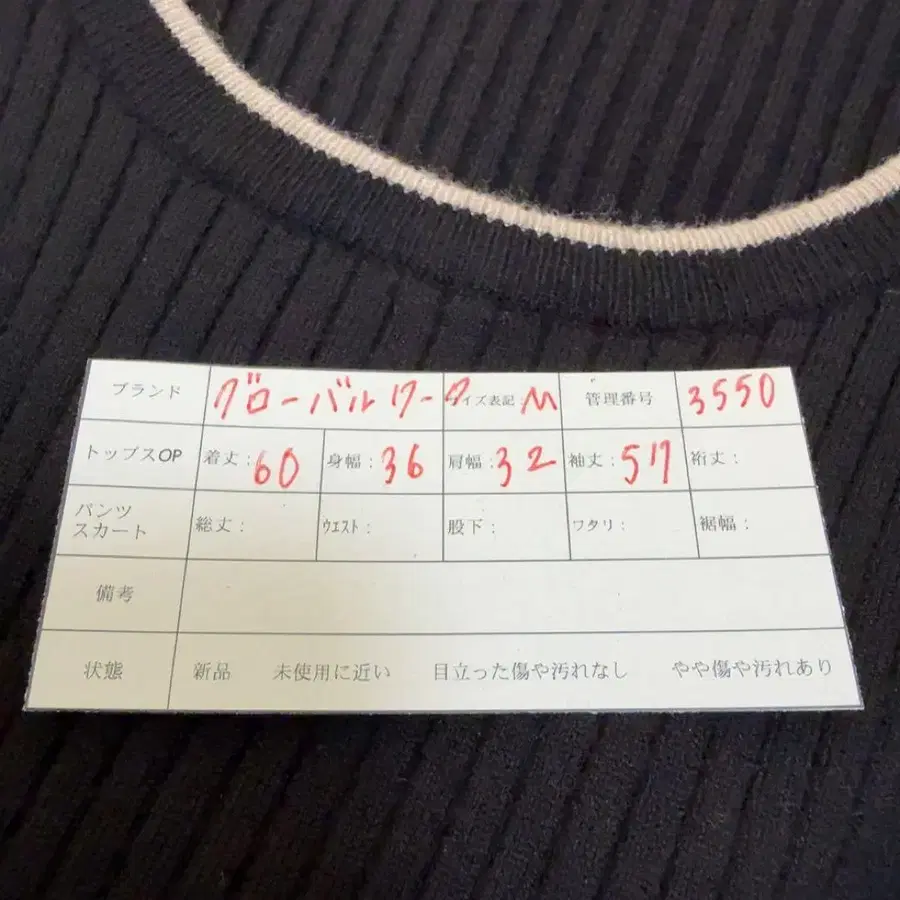 ブランド グローバルワーク サイズ表記：M 管理番号 3550
トップスOP 着丈：60 身幅：36 肩幅：32 袖丈：57 裄丈：
パンツ
スカート 総丈： ウエスト： 股下： ワタリ： 裾幅：
備考
状態 新品 未使用に近い 目立った傷や汚れなし やや傷や汚れあり